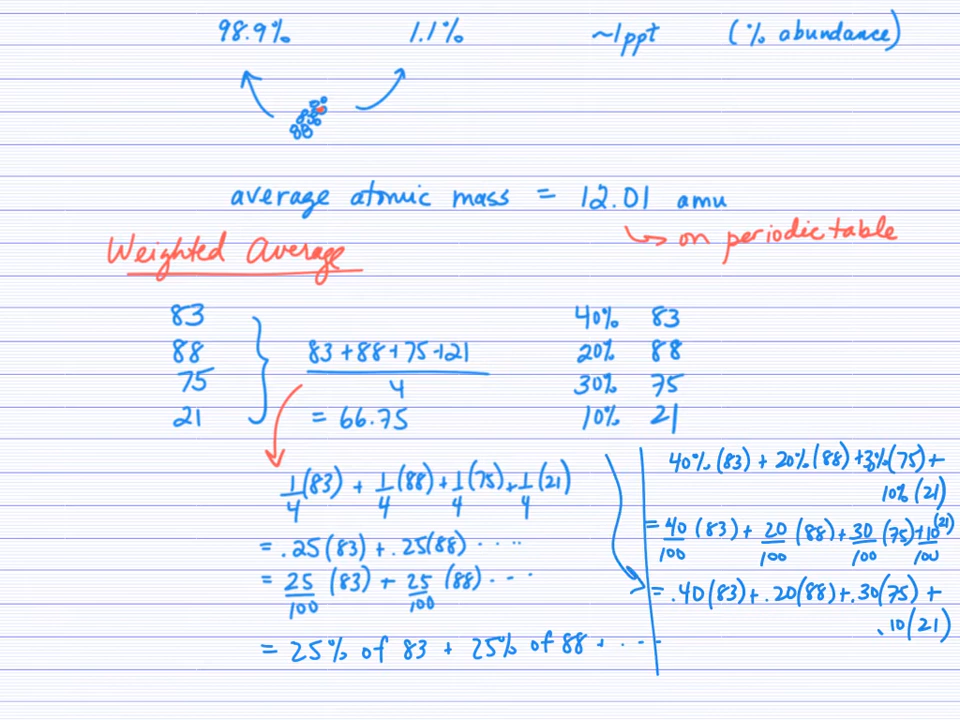 98.9% 1.1% ~1ppt (% abundance)
average atomic mass = 12.01 amu
↳ on periodic table
Weighted Average
83
88
75
21
83 + 88 + 75 + 21
4
= 66.75
40% 83
20% 88
30% 75
10% 21
1/4 (83) + 1/4 (88) + 1/4 (75) + 1/4 (21)
= .25 (83) + .25(88) ....
= 25/100 (83) + 25/100 (88) ...
= 25% of 83 + 25% of 88 + ...
40% (83) + 20% (88) + 30% (75) +
10% (21)
= 40/100 (83) + 20/100 (88) + 30/100 (75) + 10/100 (21)
= .40 (83) + .20(88) + .30(75) +
.10 (21)